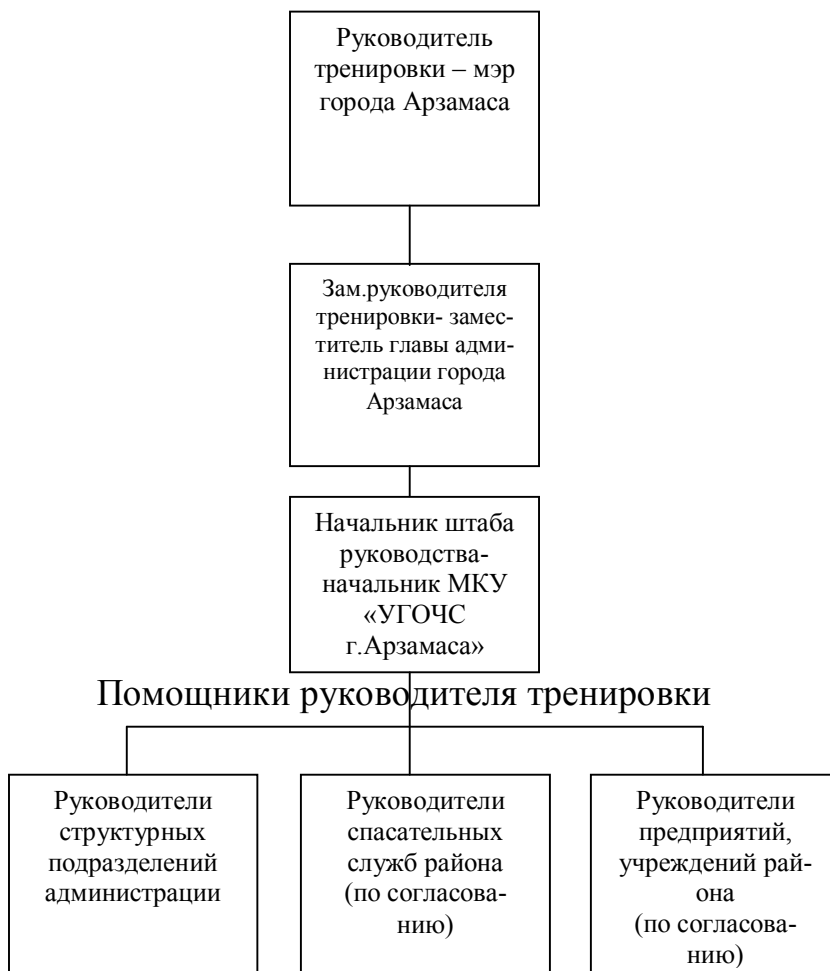 Руководитель
тренировки – мэр
города Арзамаса
Зам.руководителя
тренировки- замес-
титель главы адми-
нистрации города
Арзамаса
Начальник штаба
руководства-
начальник МКУ
«УГОЧС
г.Арзамаса»
Помощники руководителя тренировки
Руководители
структурных
подразделений
администрации
Руководители
спасательных
служб района
(по согласова-
нию)
Руководители
предприятий,
учреждений рай-
она
(по согласова-
нию)